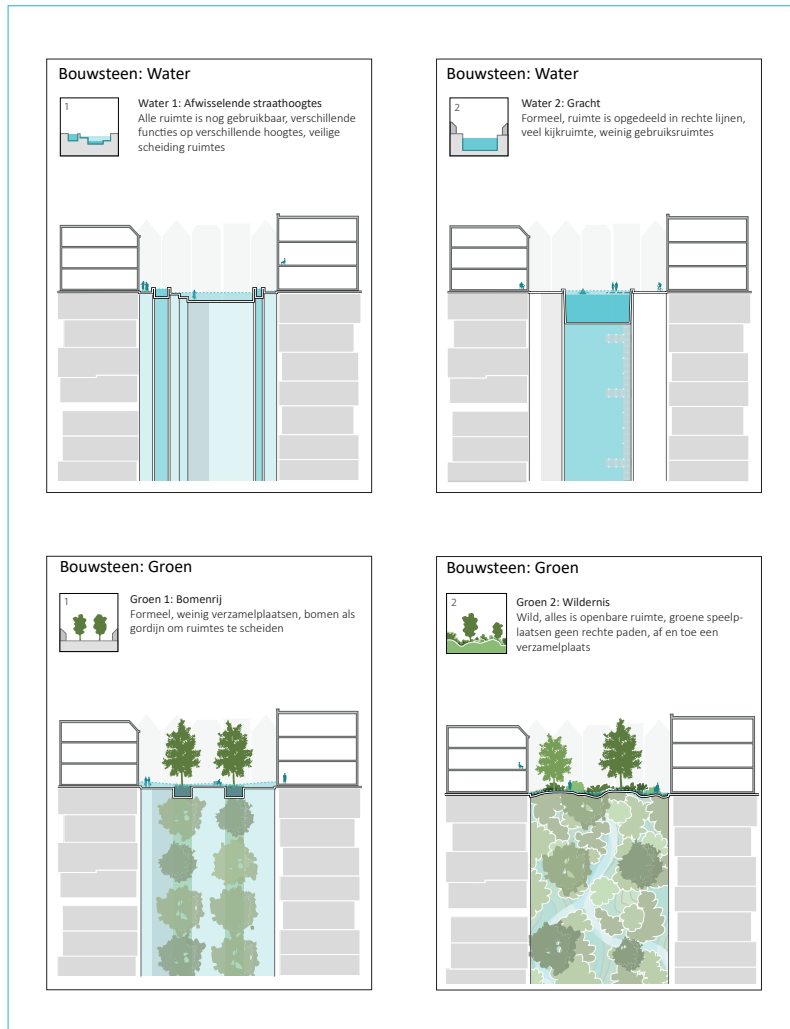 Bouwsteen: Water
1
Water 1: Afwisselende straathoogtes
Alle ruimte is nog gebruikbaar, verschillende
functies op verschillende hoogtes, veilige
scheiding ruimtes
Bouwsteen: Water
2
Water 2: Gracht
Formeel, ruimte is opgedeeld in rechte lijnen,
veel kijkruimte, weinig gebruiksruimtes
Bouwsteen: Groen
1
Groen 1: Bomenrij
Formeel, weinig verzamelplaatsen, bomen als
gordijn om ruimtes te scheiden
Bouwsteen: Groen
2
Groen 2: Wildernis
Wild, alles is openbare ruimte, groene speelp-
laatsen geen rechte paden, af en toe een
verzamelplaats